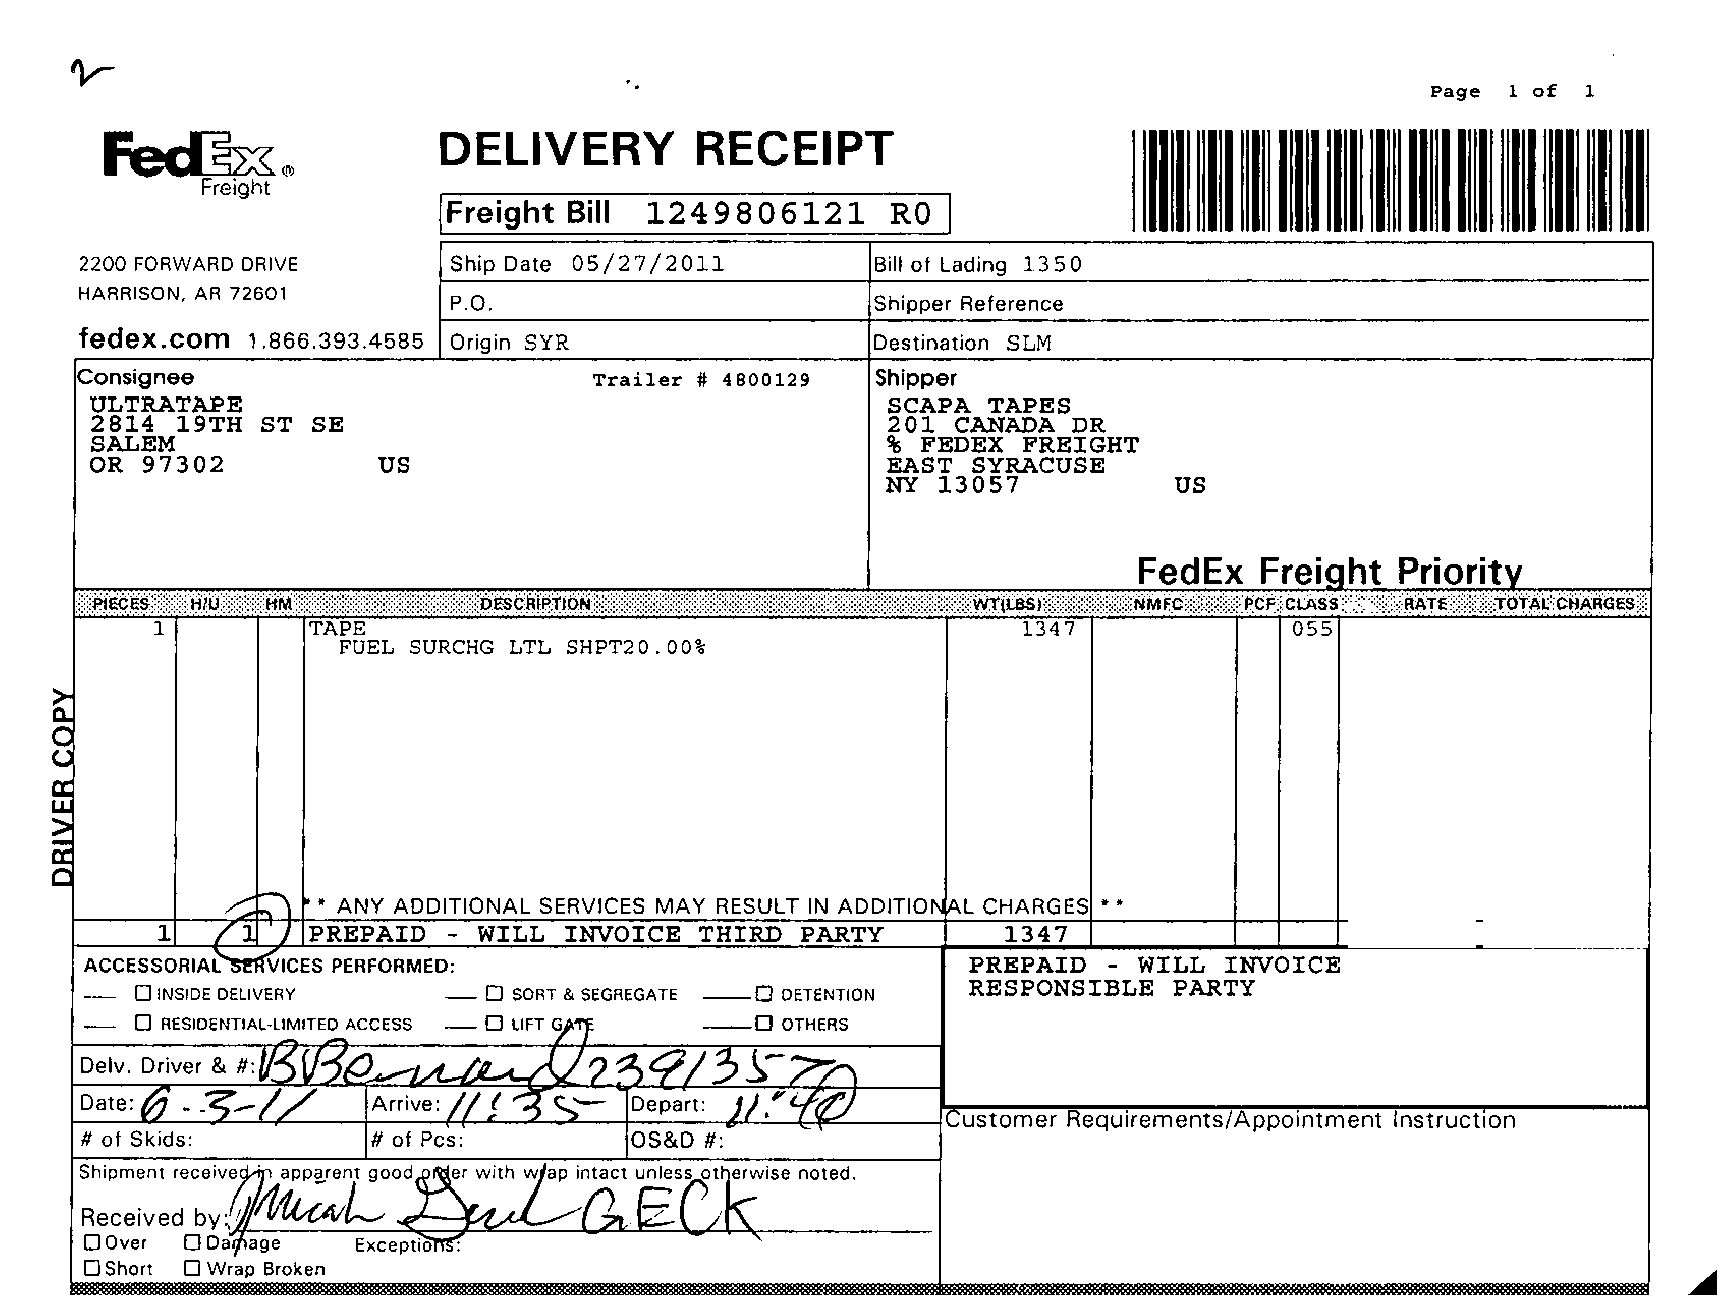 Page 1 of 1
FedEx® Freight
DELIVERY RECEIPT
Freight Bill 1249806121 R0
2200 FORWARD DRIVE
HARRISON, AR 72601
fedex.com 1.866.393.4585
Ship Date 05/27/2011
Bill of Lading 1350
P.O.
Shipper Reference
Origin SYR
Destination SLM
Consignee
Trailer # 4800129
ULTRATAPE
2814 19TH ST SE
SALEM
OR 97302 US
Shipper
SCAPA TAPES
201 CANADA DR
% FEDEX FREIGHT
EAST SYRACUSE
NY 13057 US
FedEx Freight Priority
PIECES H/U HM DESCRIPTION WT(LBS) NMFC PCF CLASS RATE TOTAL CHARGES
1 TAPE 1347 055
FUEL SURCHG LTL SHPT20.00%
DRIVER COPY
** ANY ADDITIONAL SERVICES MAY RESULT IN ADDITIONAL CHARGES **
1 1 PREPAID - WILL INVOICE THIRD PARTY 1347
ACCESSORIAL SERVICES PERFORMED:
INSIDE DELIVERY SORT & SEGREGATE DETENTION
RESIDENTIAL-LIMITED ACCESS LIFT GATE OTHERS
PREPAID - WILL INVOICE
RESPONSIBLE PARTY
Delv. Driver & #: 
Date: 6-3-11 Arrive: 11:35 Depart: 11:40
# of Skids: # of Pcs: OS&D #:
Customer Requirements/Appointment Instruction
Shipment received in apparent good order with wrap intact unless otherwise noted.
Received by: Micah GECK
Over Damage Exceptions:
Short Wrap Broken